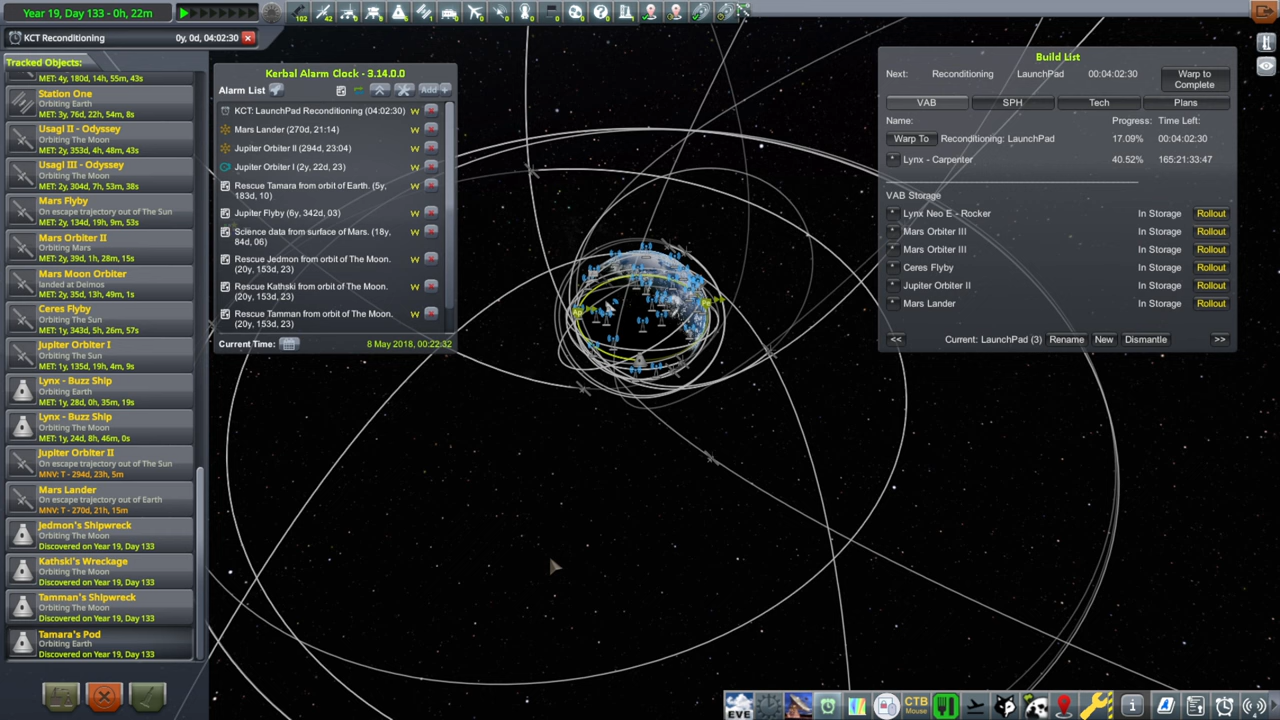 Year 19, Day 133 - 0h, 22m
102
42
4
2
6
1
2
1
1
1
2
KCT Reconditioning 0y, 0d, 04:02:30
Tracked Objects:
MET: 4y, 180d, 14h, 55m, 43s
Station One
Orbiting Earth
MET: 3y, 76d, 22h, 54m, 8s
Usagi II - Odyssey
Orbiting The Moon
MET: 2y, 353d, 4h, 48m, 43s
Usagi III - Odyssey
Orbiting The Moon
MET: 2y, 304d, 7h, 53m, 38s
Mars Flyby
On escape trajectory out of The Sun
MET: 2y, 134d, 19h, 9m, 53s
Mars Orbiter II
Orbiting Mars
MET: 2y, 39d, 1h, 28m, 15s
Mars Moon Orbiter
landed at Deimos
MET: 2y, 35d, 13h, 49m, 1s
Ceres Flyby
Orbiting The Sun
MET: 1y, 343d, 5h, 26m, 57s
Jupiter Orbiter I
Orbiting The Sun
MET: 1y, 135d, 19h, 4m, 9s
Lynx - Buzz Ship
Orbiting Earth
MET: 1y, 28d, 0h, 35m, 19s
Lynx - Buzz Ship
Orbiting The Moon
MET: 1y, 24d, 8h, 46m, 0s
Jupiter Orbiter II
On escape trajectory out of The Sun
MNV: T - 294d, 23h, 5m
Mars Lander
On escape trajectory out of Earth
MNV: T - 270d, 21h, 15m
Jedmon's Shipwreck
Orbiting The Moon
Discovered on Year 19, Day 133
Kathski's Wreckage
Orbiting The Moon
Discovered on Year 19, Day 133
Tamman's Shipwreck
Orbiting The Moon
Discovered on Year 19, Day 133
Tamara's Pod
Orbiting Earth
Discovered on Year 19, Day 133
Kerbal Alarm Clock - 3.14.0.0
Alarm List Add +
KCT: LaunchPad Reconditioning (04:02:30) W
Mars Lander (270d, 21:14) W
Jupiter Orbiter II (294d, 23:04) W
Jupiter Orbiter I (2y, 22d, 23) W
Rescue Tamara from orbit of Earth. (5y,
183d, 10) W
Jupiter Flyby (6y, 342d, 03) W
Science data from surface of Mars. (18y,
84d, 06) W
Rescue Jedmon from orbit of The Moon.
(20y, 153d, 23) W
Rescue Kathski from orbit of The Moon.
(20y, 153d, 23) W
Rescue Tamman from orbit of The Moon.
(20y, 153d, 23) W
Current Time: 8 May 2018, 00:22:32
Ap
Pe
Build List
Next: Reconditioning LaunchPad 00:04:02:30 Warp to
Complete
VAB SPH Tech Plans
Name: Progress: Time Left:
Warp To Reconditioning: LaunchPad 17.09% 00:04:02:30
* Lynx - Carpenter 40.52% 165:21:33:47
VAB Storage
* Lynx Neo E - Rocker In Storage Rollout
* Mars Orbiter III In Storage Rollout
* Mars Orbiter III In Storage Rollout
* Ceres Flyby In Storage Rollout
* Jupiter Orbiter II In Storage Rollout
* Mars Lander In Storage Rollout
<< Current: LaunchPad (3) Rename New Dismantle >>
EVE
CTB
Mouse